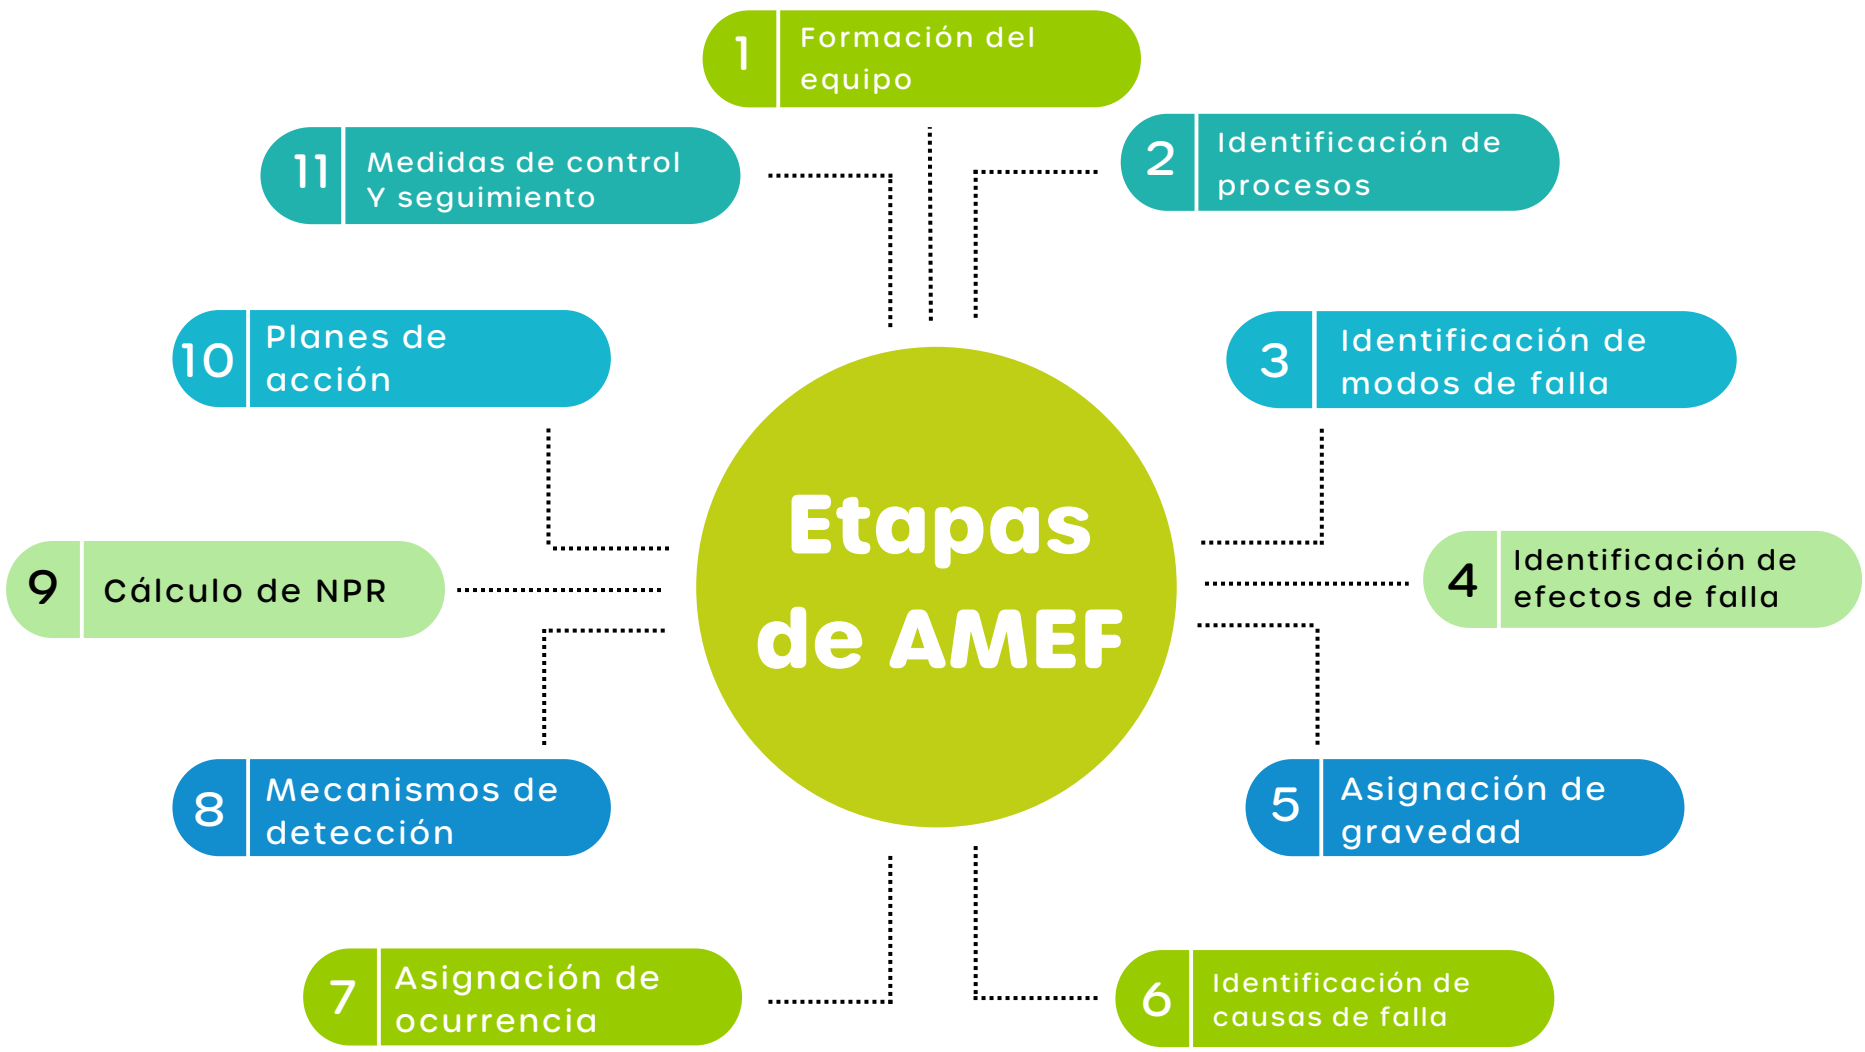 Etapas
de AMEF
1
Formación del
equipo
2
Identificación de
procesos
3
Identificación de
modos de falla
4
Identificación de
efectos de falla
5
Asignación de
gravedad
6
Identificación de
causas de falla
7
Asignación de
ocurrencia
8
Mecanismos de
detección
9
Cálculo de NPR
10
Planes de
acción
11
Medidas de control
Y seguimiento